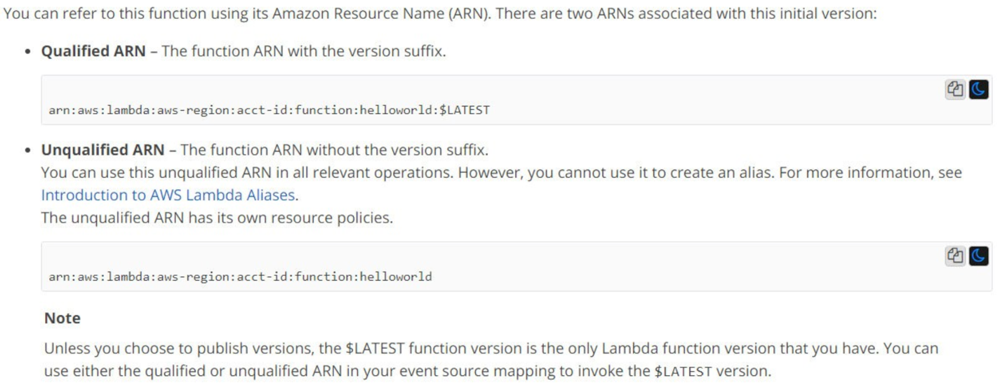 You can refer to this function using its Amazon Resource Name (ARN). There are two ARNs associated with this initial version:
• Qualified ARN – The function ARN with the version suffix.
arn:aws:lambda:aws-region:acct-id:function:helloworld:$LATEST
• Unqualified ARN – The function ARN without the version suffix.
You can use this unqualified ARN in all relevant operations. However, you cannot use it to create an alias. For more information, see
Introduction to AWS Lambda Aliases.
The unqualified ARN has its own resource policies.
arn:aws:lambda:aws-region:acct-id:function:helloworld
Note
Unless you choose to publish versions, the $LATEST function version is the only Lambda function version that you have. You can
use either the qualified or unqualified ARN in your event source mapping to invoke the $LATEST version.